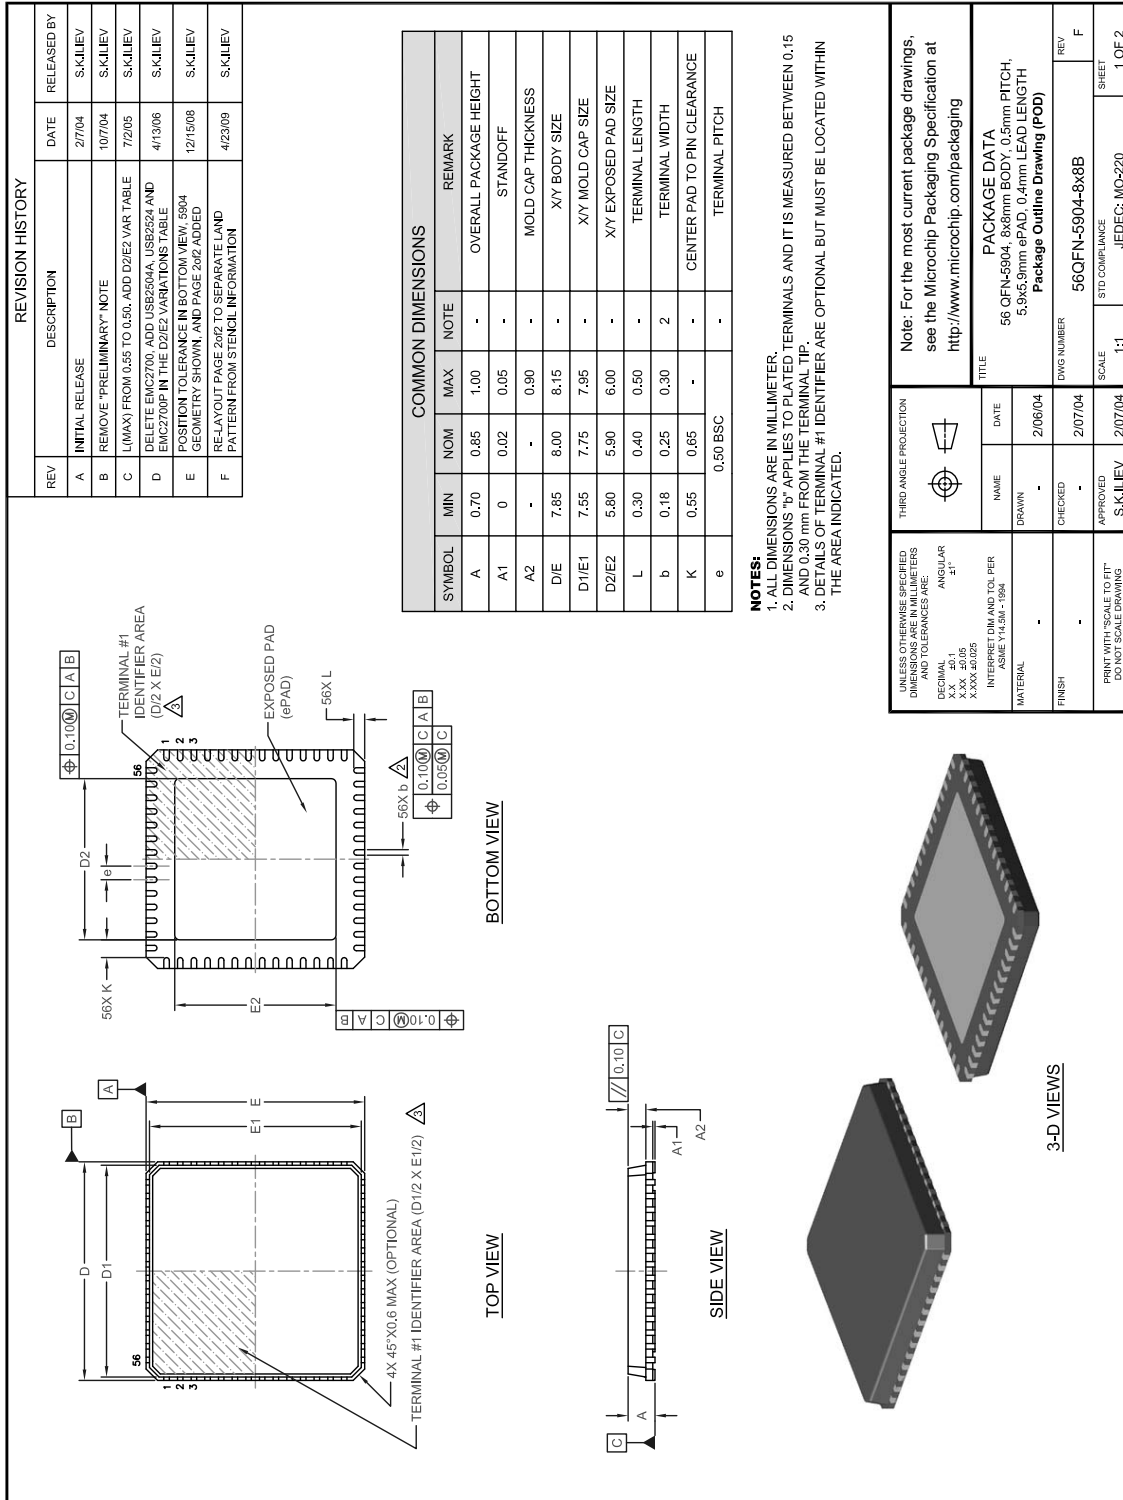 REVISION HISTORY
REV DESCRIPTION DATE RELEASED BY
A INITIAL RELEASE 2/7/04 S.K.ILIEV
B REMOVE "PRELIMINARY" NOTE 10/7/04 S.K.ILIEV
C L(MAX) FROM 0.55 TO 0.50. ADD D2/E2 VAR TABLE 7/2/05 S.K.ILIEV
D DELETE EMC2700, ADD USB2504A, USB2524 AND
EMC2700P IN THE D2/E2 VARIATIONS TABLE 4/13/06 S.K.ILIEV
E POSITION TOLERANCE IN BOTTOM VIEW, 5904
GEOMETRY SHOWN, AND PAGE 2of2 ADDED 12/15/08 S.K.ILIEV
F RE-LAYOUT PAGE 2of2 TO SEPARATE LAND
PATTERN FROM STENCIL INFORMATION 4/23/09 S.K.ILIEV
D
D1
B
A
E
E1
56
1
2
3
4X 45°X0.6 MAX (OPTIONAL)
TERMINAL #1 IDENTIFIER AREA (D1/2 X E1/2) 3
TOP VIEW
0.10 M C A B
D2
e
56X K
E2
0.10 M C A B
56
1
2
3
TERMINAL #1
IDENTIFIER AREA
(D/2 X E/2)
3
EXPOSED PAD
(ePAD)
56X L
56X b 2
0.10 M C A B
0.05 M C
BOTTOM VIEW
COMMON DIMENSIONS
SYMBOL MIN NOM MAX NOTE REMARK
A 0.70 0.85 1.00 - OVERALL PACKAGE HEIGHT
A1 0 0.02 0.05 - STANDOFF
A2 - - 0.90 - MOLD CAP THICKNESS
D/E 7.85 8.00 8.15 - X/Y BODY SIZE
D1/E1 7.55 7.75 7.95 - X/Y MOLD CAP SIZE
D2/E2 5.80 5.90 6.00 - X/Y EXPOSED PAD SIZE
L 0.30 0.40 0.50 - TERMINAL LENGTH
b 0.18 0.25 0.30 2 TERMINAL WIDTH
K 0.55 0.65 - - CENTER PAD TO PIN CLEARANCE
e 0.50 BSC - TERMINAL PITCH
C
A
// 0.10 C
A1
A2
SIDE VIEW
NOTES:
1. ALL DIMENSIONS ARE IN MILLIMETER.
2. DIMENSIONS "b" APPLIES TO PLATED TERMINALS AND IT IS MEASURED BETWEEN 0.15
AND 0.30 mm FROM THE TERMINAL TIP.
3. DETAILS OF TERMINAL #1 IDENTIFIER ARE OPTIONAL BUT MUST BE LOCATED WITHIN
THE AREA INDICATED.
3-D VIEWS
UNLESS OTHERWISE SPECIFIED
DIMENSIONS ARE IN MILLIMETERS
AND TOLERANCES ARE:
DECIMAL ANGULAR
X.X ±0.1 ±1°
X.XX ±0.05
X.XXX ±0.025
INTERPRET DIM AND TOL PER
ASME Y14.5M - 1994
MATERIAL
-
FINISH
-
PRINT WITH "SCALE TO FIT"
DO NOT SCALE DRAWING
THIRD ANGLE PROJECTION
NAME DATE
DRAWN
- 2/06/04
CHECKED
- 2/07/04
APPROVED
S.K.ILIEV 2/07/04
Note: For the most current package drawings,
see the Microchip Packaging Specification at
http://www.microchip.com/packaging
TITLE
PACKAGE DATA
56 QFN-5904, 8x8mm BODY, 0.5mm PITCH,
5.9x5.9mm ePAD, 0.4mm LEAD LENGTH
Package Outline Drawing (POD)
DWG NUMBER
56QFN-5904-8x8B
REV
F
SCALE
1:1
STD COMPLIANCE
JEDEC: MO-220
SHEET
1 OF 2